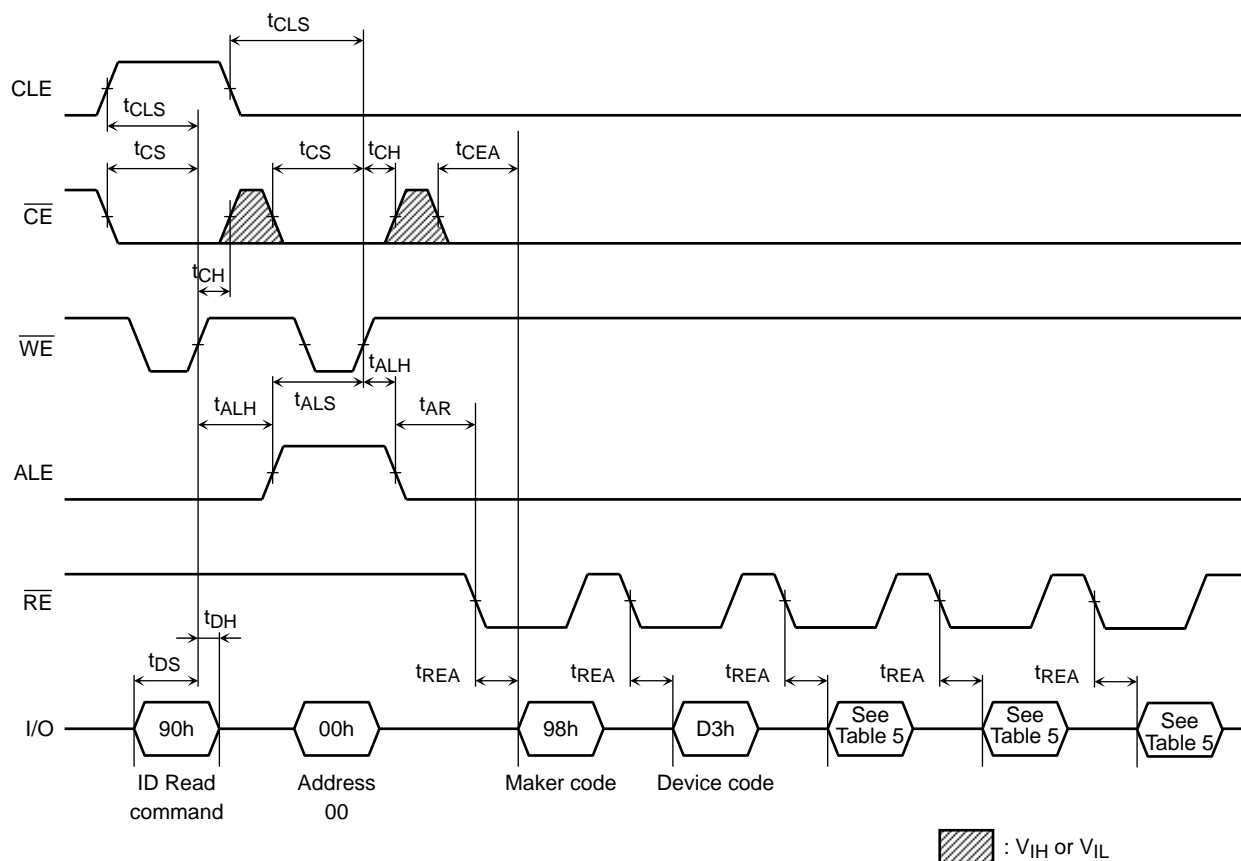 tCLS
CLE
tCLS
tCS
tCS
tCH
tCEA
CE
tCH
WE
tALH
tALH
tALS
tAR
ALE
RE
tDH
tDS
tREA
tREA
tREA
tREA
tREA
I/O
90h
00h
98h
D3h
See
Table 5
See
Table 5
See
Table 5
ID Read
command
Address
00
Maker code
Device code
: VIH or VIL